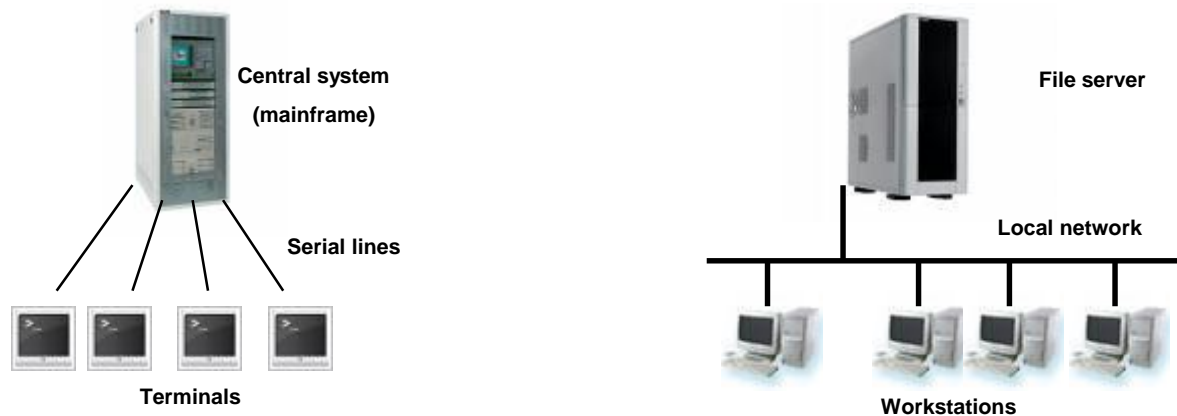 Central system
(mainframe)
Serial lines
Terminals
File server
Local network
Workstations